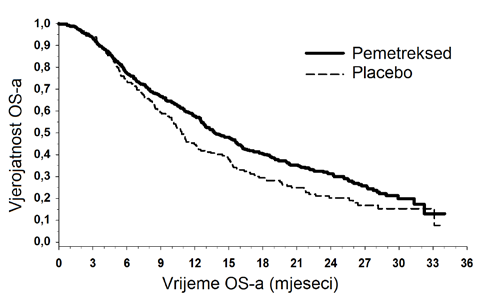 Vjerojatnost OS-a
1,0
0,9
0,8
0,7
0,6
0,5
0,4
0,3
0,2
0,1
0,0
Pemetreksed
Placebo
0 3 6 9 12 15 18 21 24 27 30 33 36
Vrijeme OS-a (mjeseci)